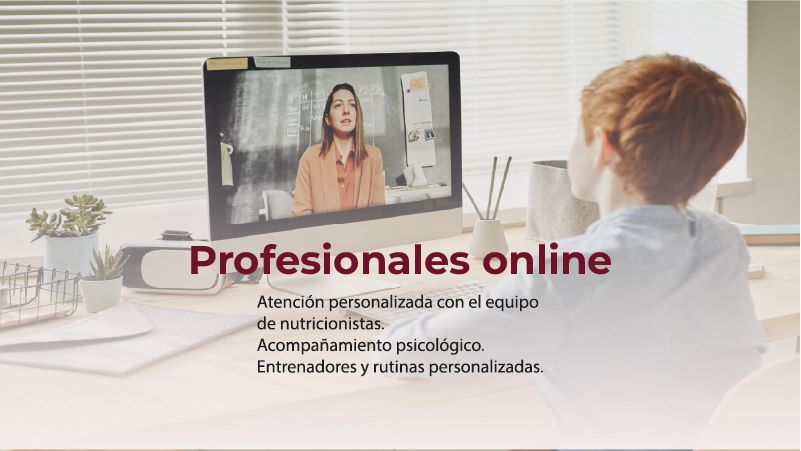 Profesionales online
Atención personalizada con el equipo
de nutricionistas.
Acompañamiento psicológico.
Entrenadores y rutinas personalizadas.